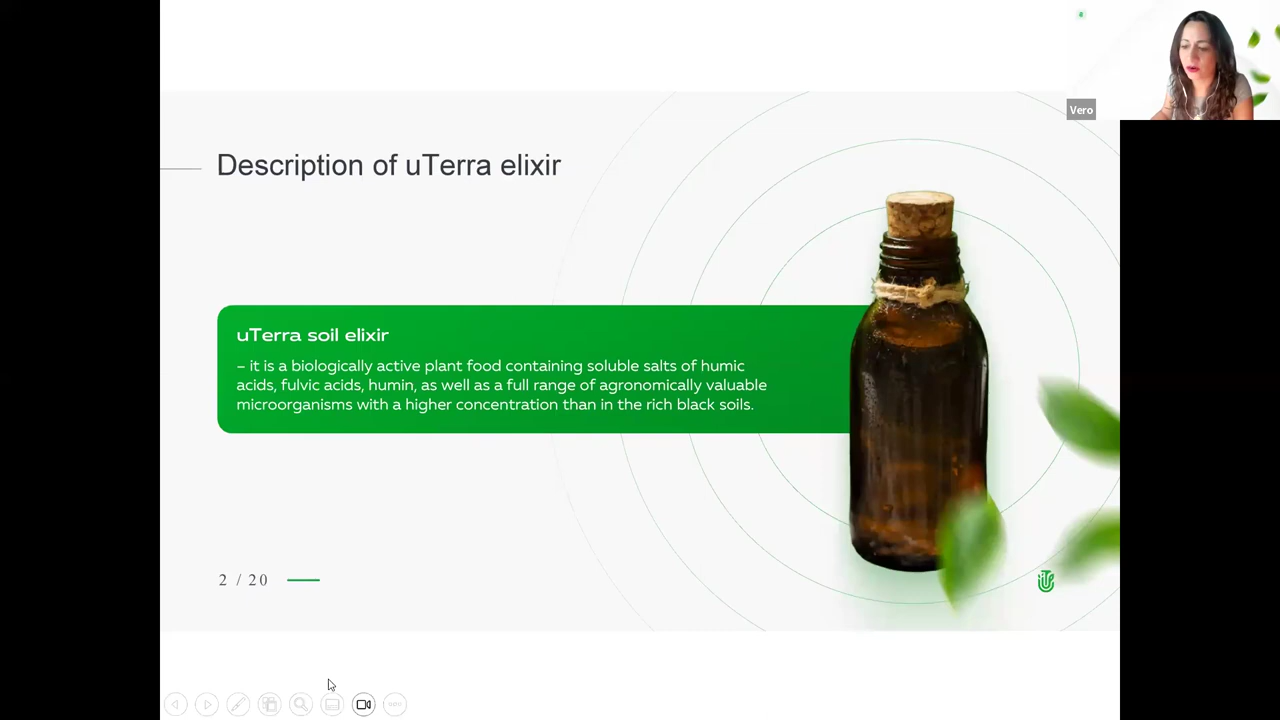 Vero
Description of uTerra elixir
uTerra soil elixir
– it is a biologically active plant food containing soluble salts of humic
acids, fulvic acids, humin, as well as a full range of agronomically valuable
microorganisms with a higher concentration than in the rich black soils.
2 / 20